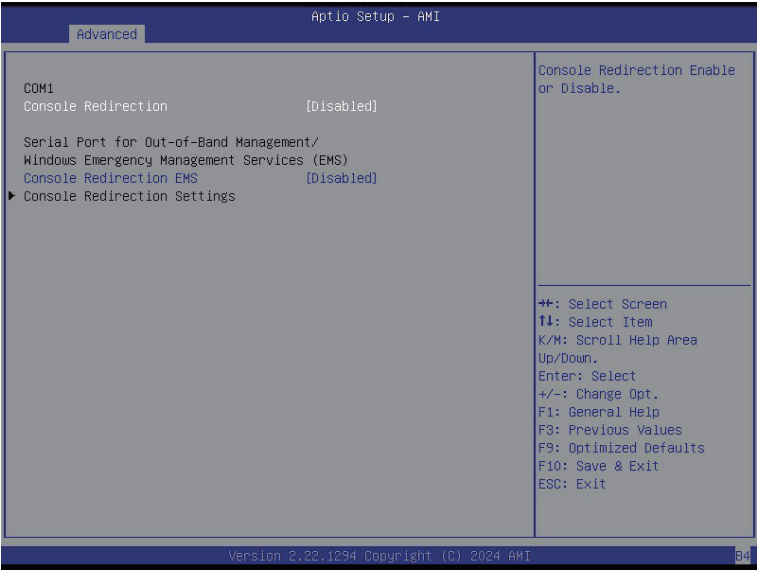 Aptio Setup – AMI
Advanced
COM1
Console Redirection [Disabled]
Serial Port for Out-of-Band Management/
Windows Emergency Management Services (EMS)
Console Redirection EMS [Disabled]
Console Redirection Settings
Console Redirection Enable
or Disable.
→←: Select Screen
↑↓: Select Item
K/M: Scroll Help Area
Up/Down.
Enter: Select
+/-: Change Opt.
F1: General Help
F3: Previous Values
F9: Optimized Defaults
F10: Save & Exit
ESC: Exit
Version 2.22.1294 Copyright (C) 2024 AMI
B4